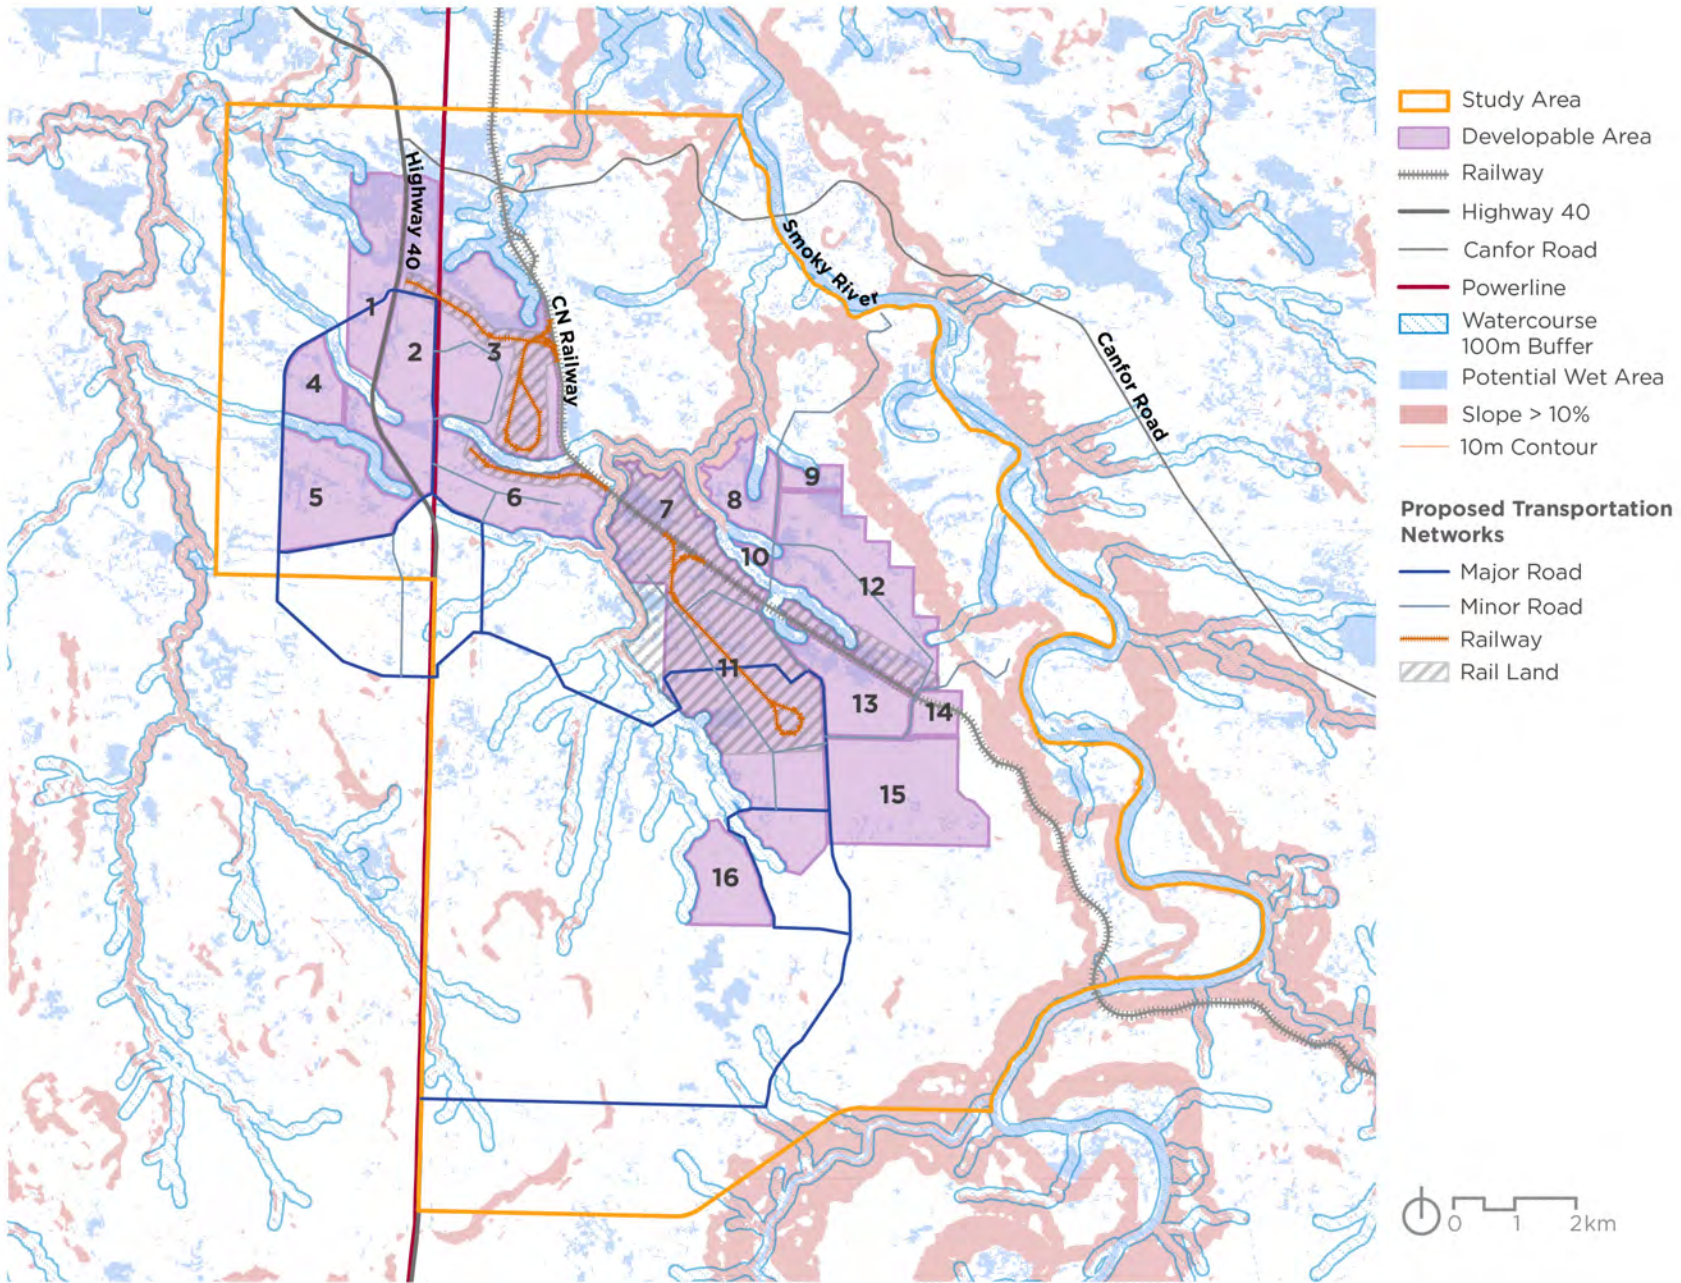 Highway 40
CN Railway
Smoky River
Canfor Road
1
2
3
4
5
6
7
8
9
10
11
12
13
14
15
16
Study Area
Developable Area
Railway
Highway 40
Canfor Road
Powerline
Watercourse
100m Buffer
Potential Wet Area
Slope > 10%
10m Contour
Proposed Transportation
Networks
Major Road
Minor Road
Railway
Rail Land
0 1 2km